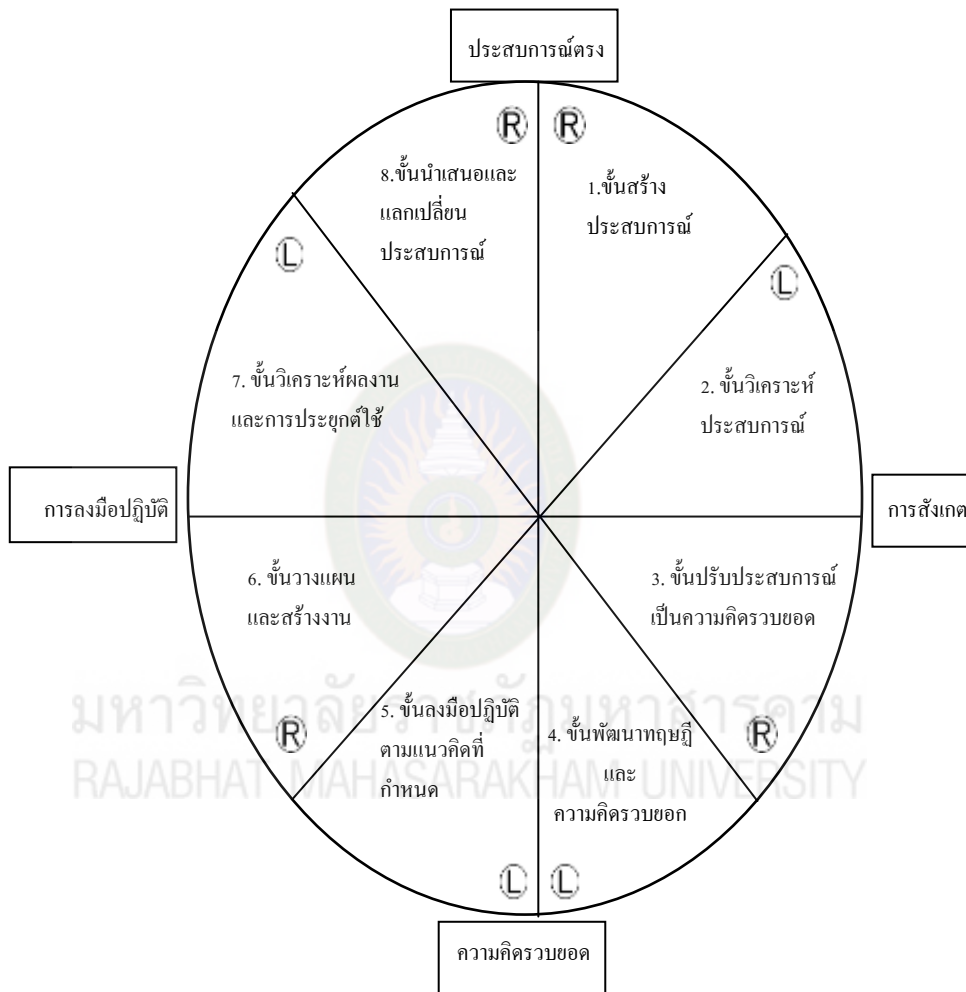 ประสบการณ์ตรง
R
R
8.ขั้นนำเสนอและ
แลกเปลี่ยน
ประสบการณ์
1.ขั้นสร้าง
ประสบการณ์
L
L
7. ขั้นวิเคราะห์ผลงาน
และการประยุกต์ใช้
2. ขั้นวิเคราะห์
ประสบการณ์
การลงมือปฏิบัติ
การสังเกต
6. ขั้นวางแผน
และสร้างงาน
3. ขั้นปรับประสบการณ์
เป็นความคิดรวบยอด
5. ขั้นลงมือปฏิบัติ
ตามแนวคิดที่
กำหนด
4. ขั้นพัฒนาทฤษฎี
และ
ความคิดรวบยอก
R
R
มหาวิทยาลัยราชภัฏมหาสารคาม
RAJABHAT MAHASARAKHAM UNIVERSITY
L
L
ความคิดรวบยอด